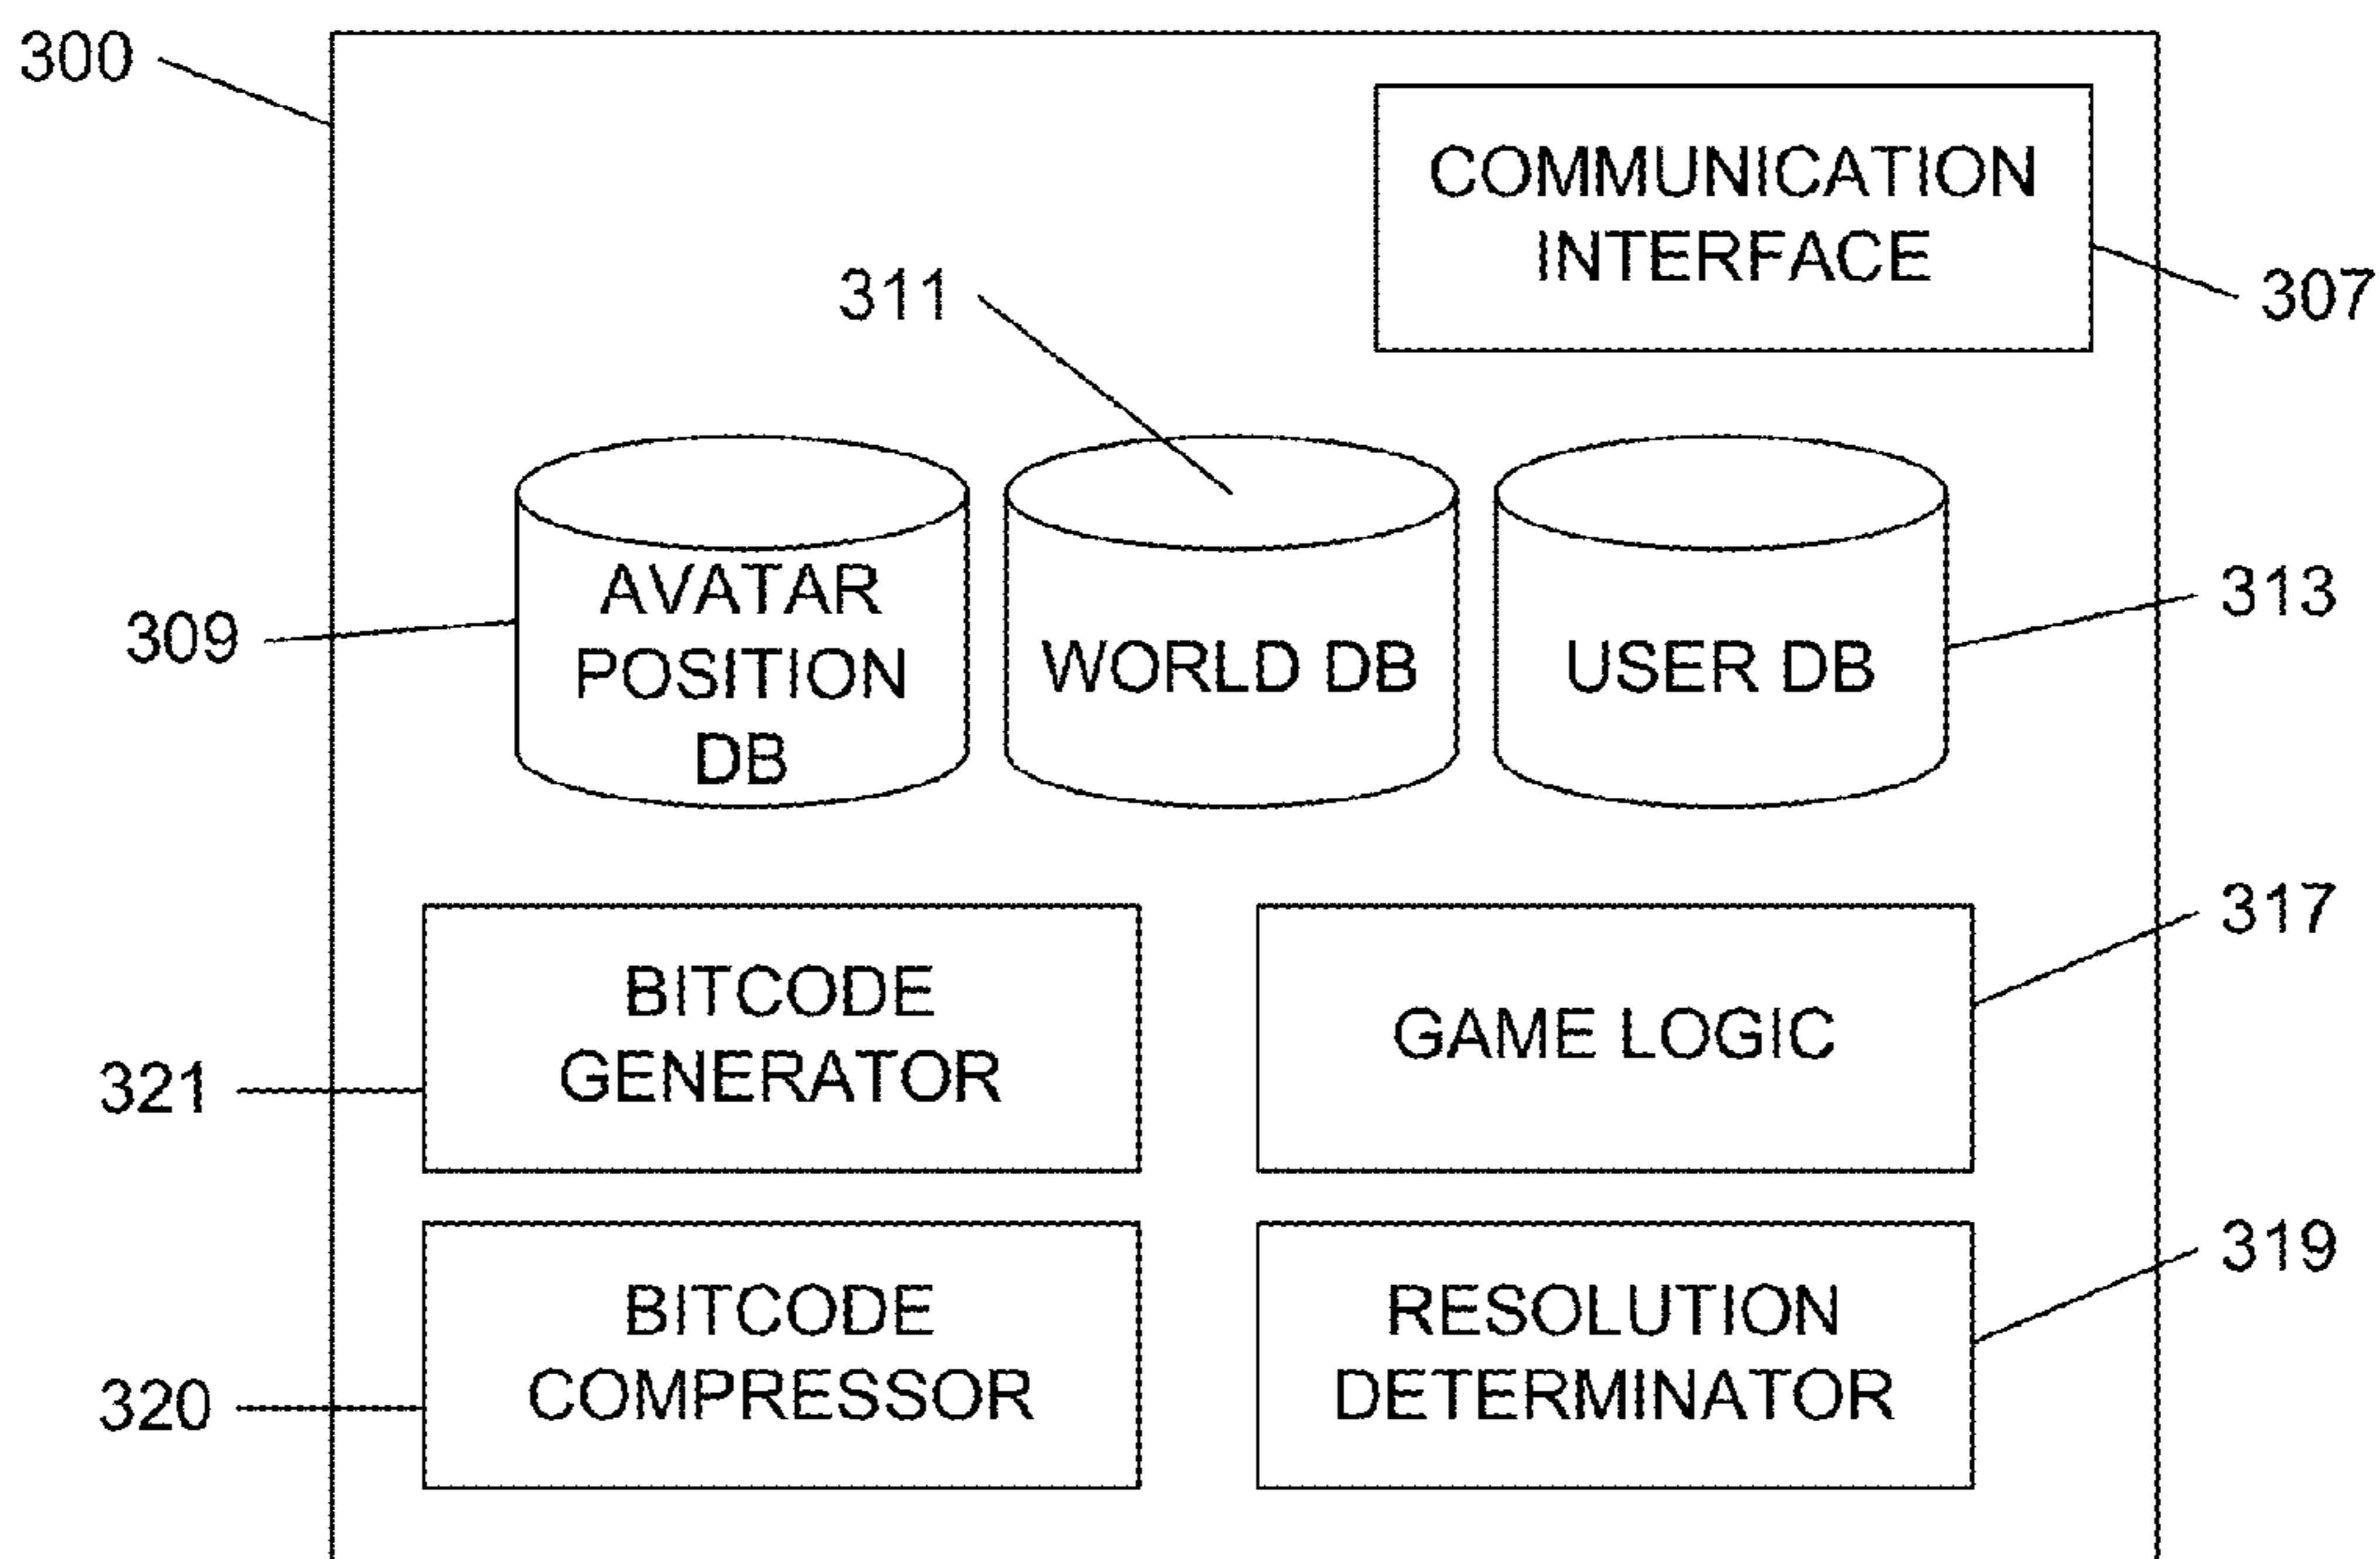 300
COMMUNICATION
INTERFACE
307
311
309
AVATAR
POSITION
DB
WORLD DB
USER DB
313
321
BITCODE
GENERATOR
GAME LOGIC
317
320
BITCODE
COMPRESSOR
RESOLUTION
DETERMINATOR
319